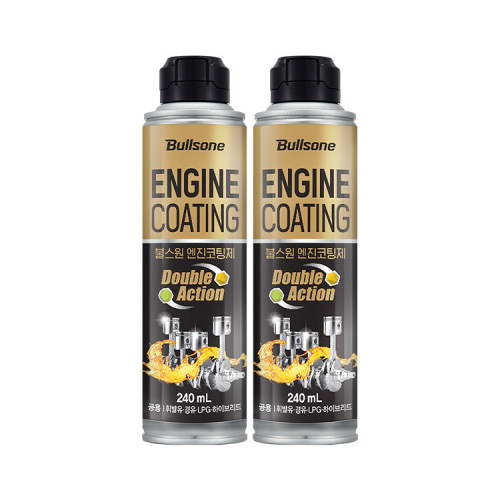 Bullsone
ENGINE
COATING
불스원 엔진코팅제
Double
Action
240 mL
공용 | 휘발유·경유·LPG·하이브리드
Bullsone
ENGINE
COATING
불스원 엔진코팅제
Double
Action
240 mL
공용 | 휘발유·경유·LPG·하이브리드